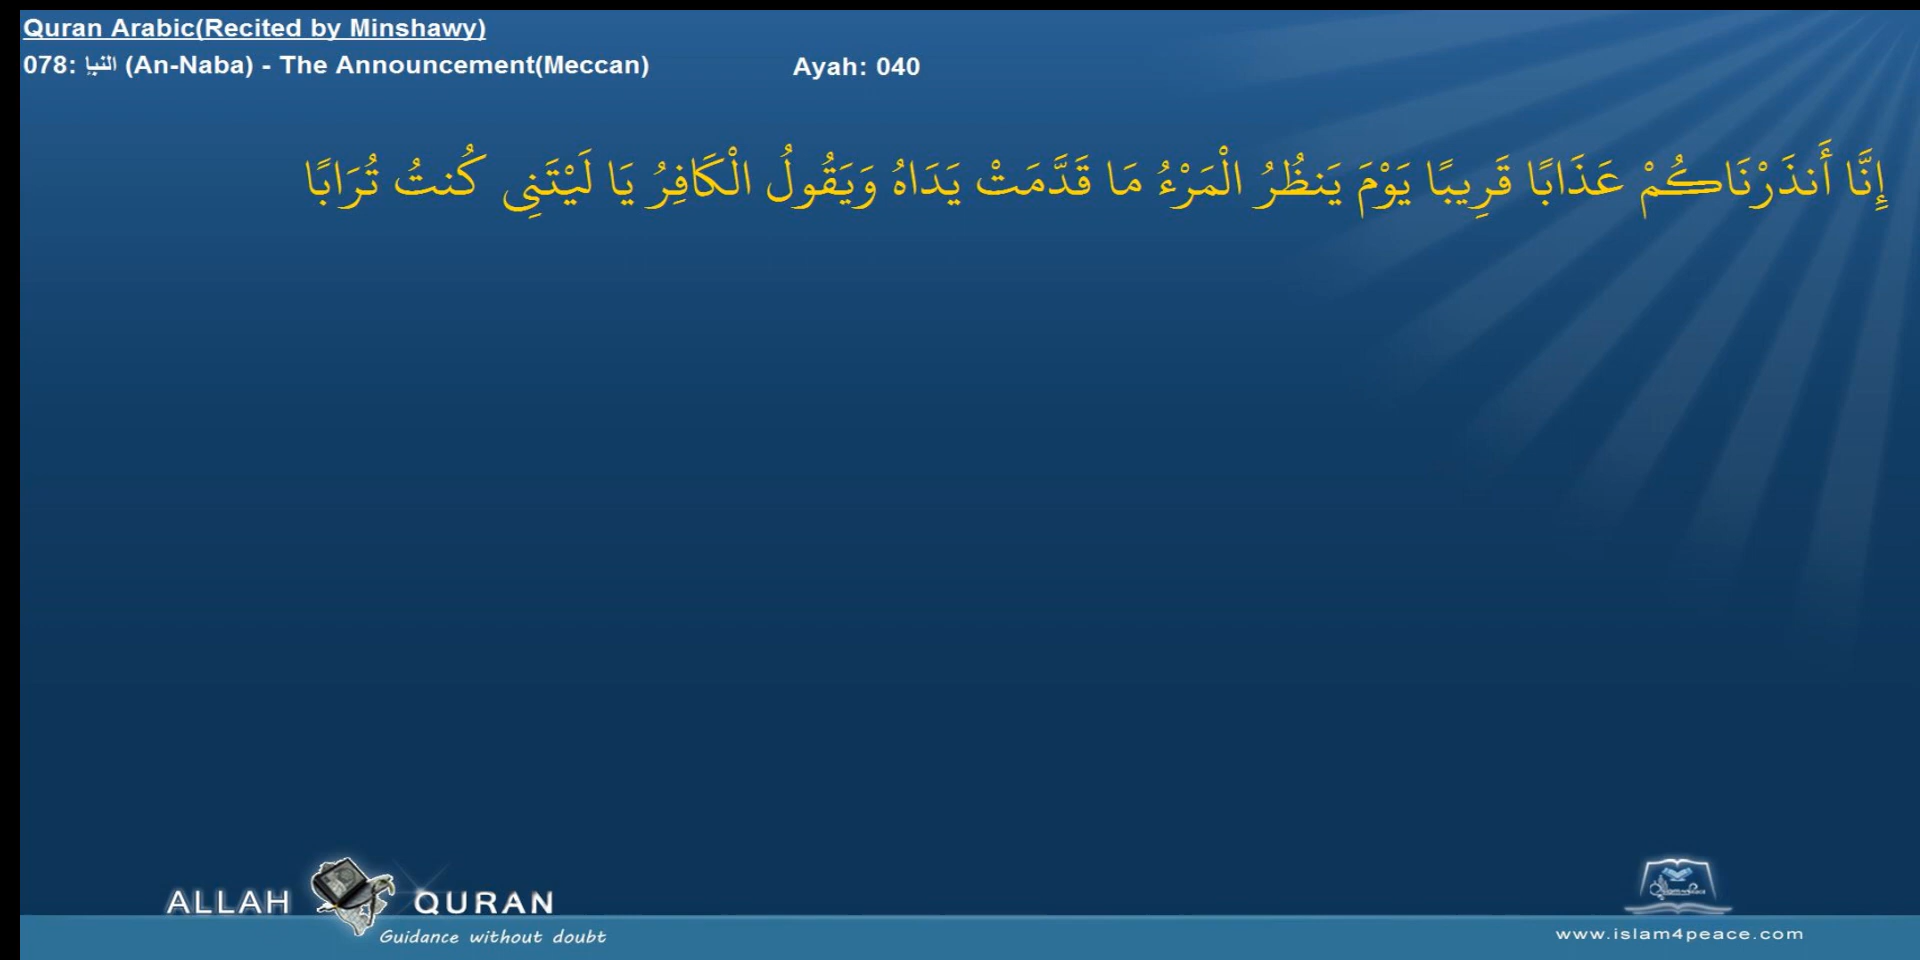 Quran Arabic(Recited by Minshawy)
078: النبإ (An-Naba) - The Announcement(Meccan) Ayah: 040
إِنَّا أَنذَرْنَاكُمْ عَذَابًا قَرِيبًا يَوْمَ يَنظُرُ الْمَرْءُ مَا قَدَّمَتْ يَدَاهُ وَيَقُولُ الْكَافِرُ يَا لَيْتَنِي كُنتُ تُرَابًا
ALLAH QURAN
Guidance without doubt
www.islam4peace.com